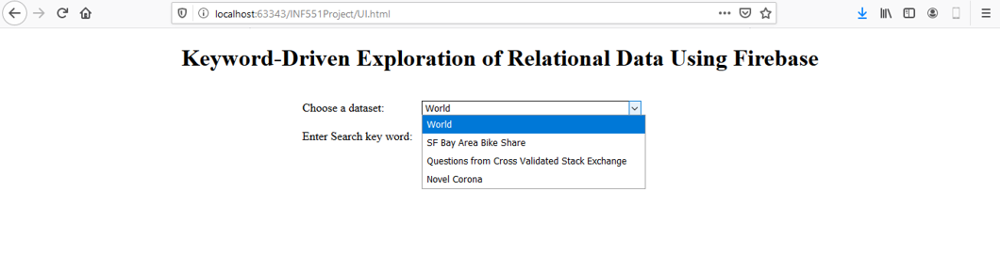 localhost:63343/INF551Project/UI.html
Keyword-Driven Exploration of Relational Data Using Firebase
Choose a dataset:
World
World
Enter Search key word:
SF Bay Area Bike Share
Questions from Cross Validated Stack Exchange
Novel Corona